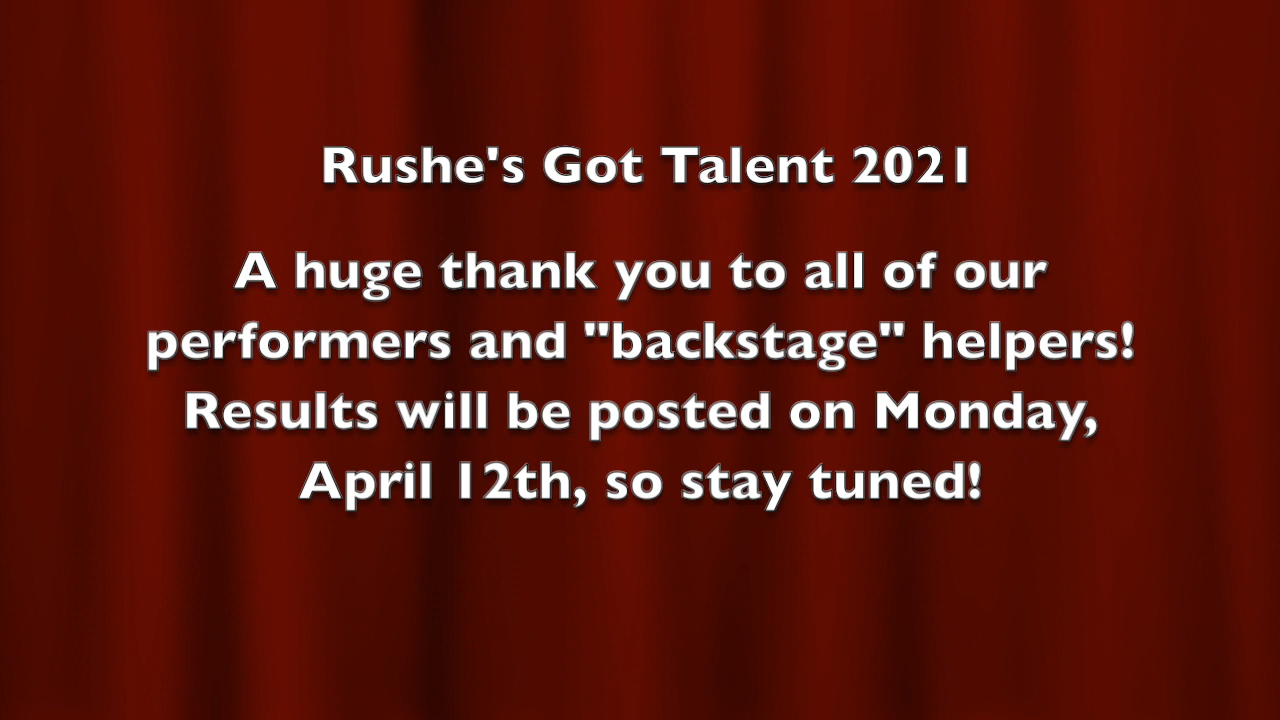 Rushe's Got Talent 2021
A huge thank you to all of our
performers and "backstage" helpers!
Results will be posted on Monday,
April 12th, so stay tuned!